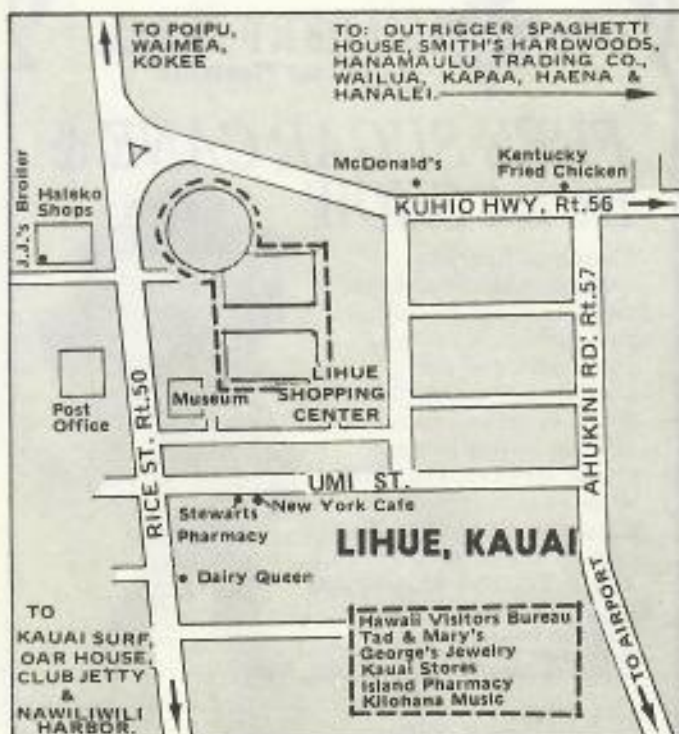 TO POIPU,
WAIMEA,
KOKEE
TO: OUTRIGGER SPAGHETTI
HOUSE, SMITH'S HARDWOODS,
HANAMAULU TRADING CO.,
WAILUA, KAPAA, HAENA &
HANALEI.
McDonald's
Kentucky
Fried Chicken
J.J.'s Broiler
Haleko
Shops
KUHIO HWY, Rt.56
AHUKINI RD. Rt.57
LIHUE
SHOPPING
CENTER
Museum
Post
Office
RICE ST. Rt.50
UMI ST.
New York Cafe
Stewarts
Pharmacy
LIHUE, KAUAI
Dairy Queen
TO
KAUAI SURF,
OAR HOUSE,
CLUB JETTY
&
NAWILIWILI
HARBOR.
Hawaii Visitors Bureau
Tad & Mary's
George's Jewelry
Kauai Stores
Island Pharmacy
Kilohana Music
TO AIRPORT